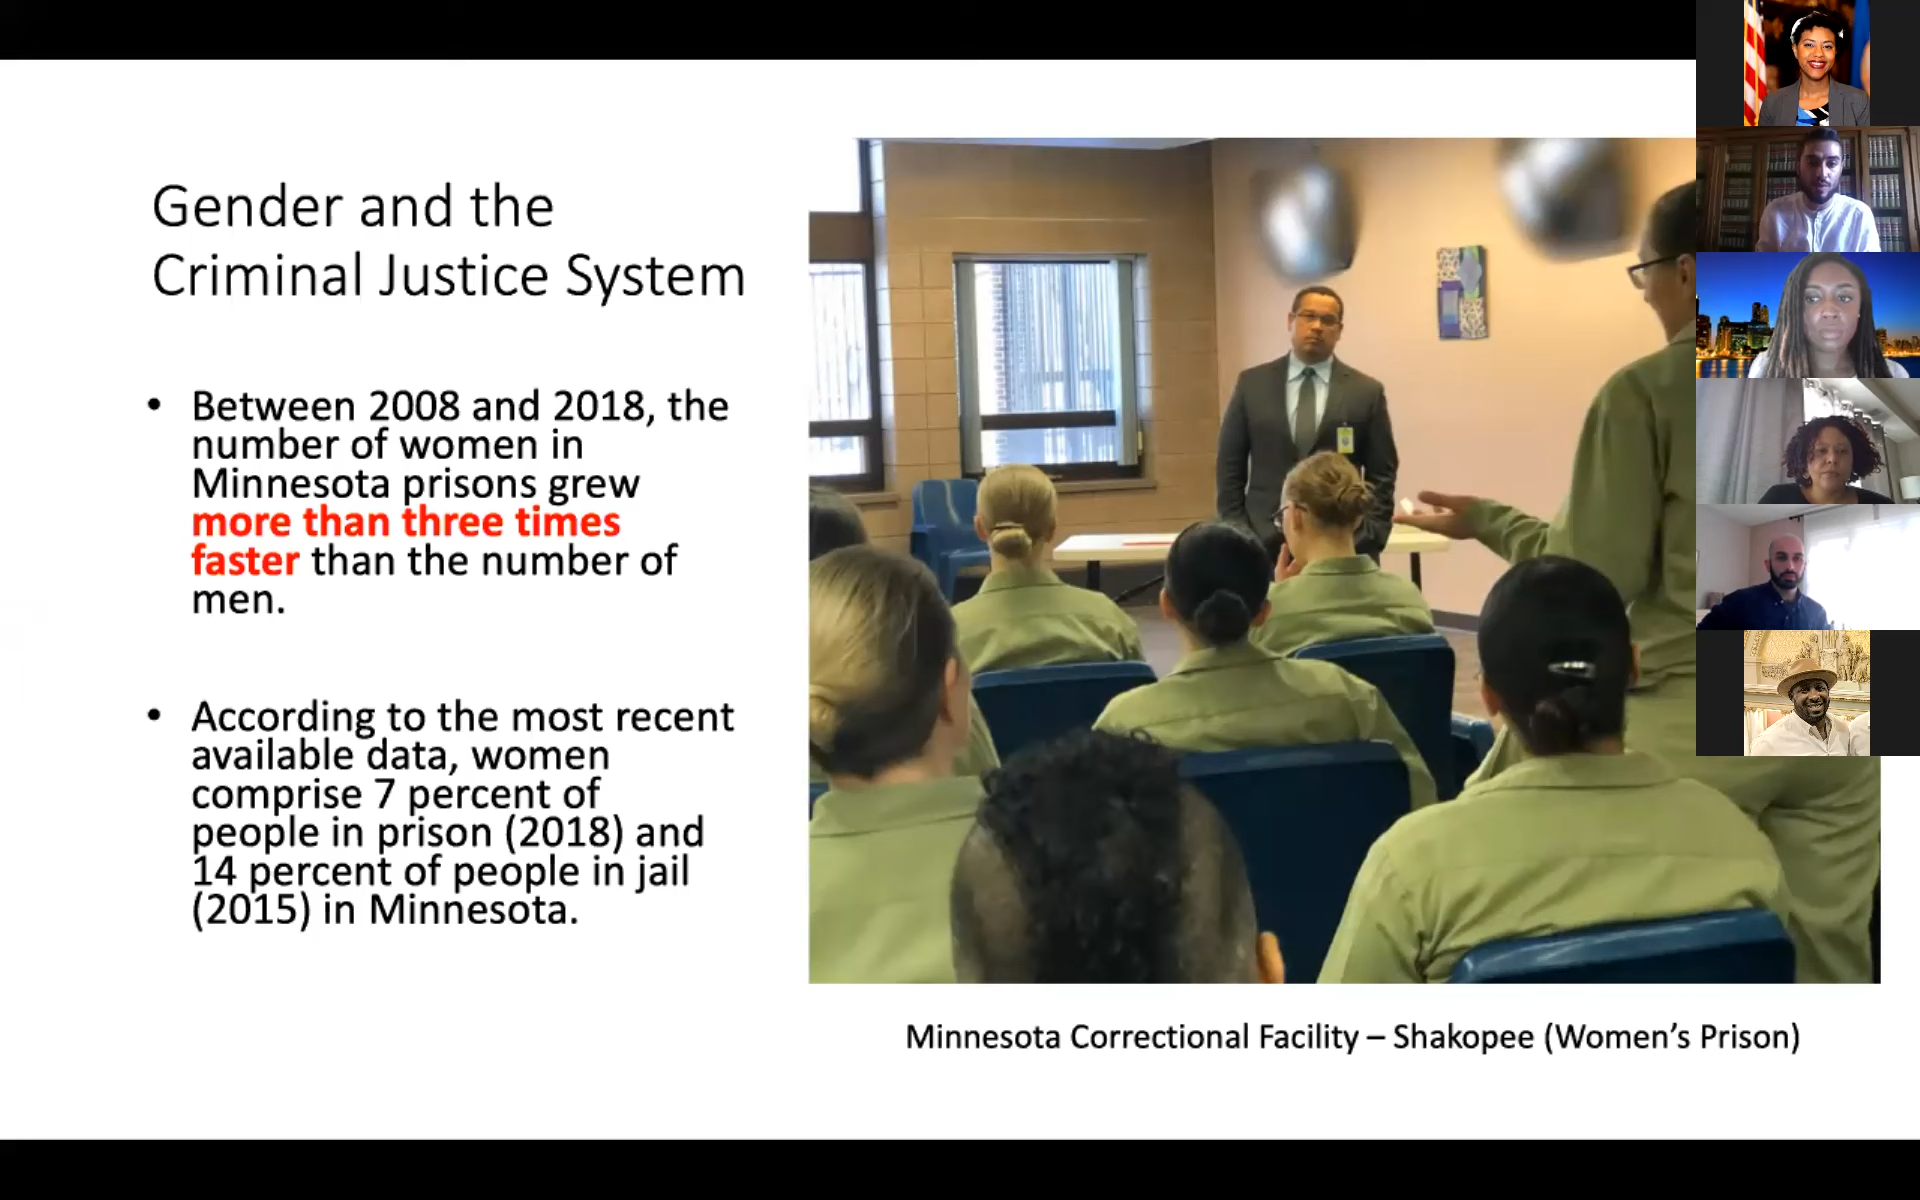 Gender and the
Criminal Justice System
• Between 2008 and 2018, the
number of women in
Minnesota prisons grew
more than three times
faster than the number of
men.
• According to the most recent
available data, women
comprise 7 percent of
people in prison (2018) and
14 percent of people in jail
(2015) in Minnesota.
Minnesota Correctional Facility – Shakopee (Women’s Prison)